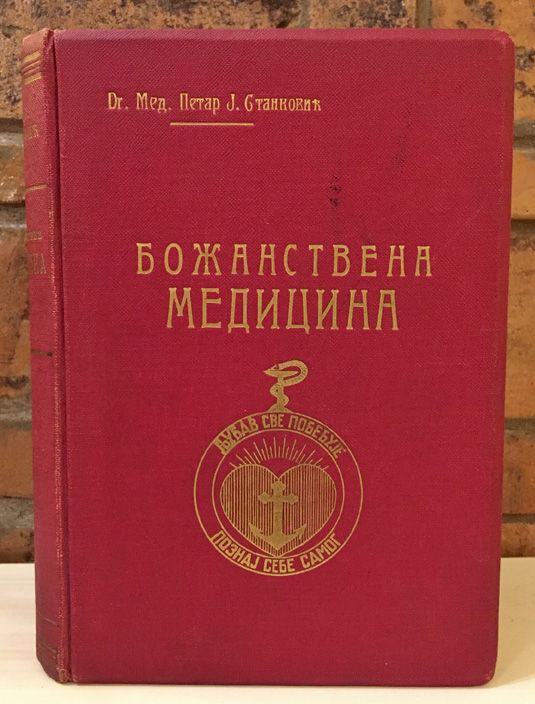 Dr. Мед. Петар Ј. Станковић
БОЖАНСТВЕНА
МЕДИЦИНА
ЉУБАВ СВЕ ПОБЕЂУЈЕ
ПОЗНАЈ СЕБЕ САМОГ